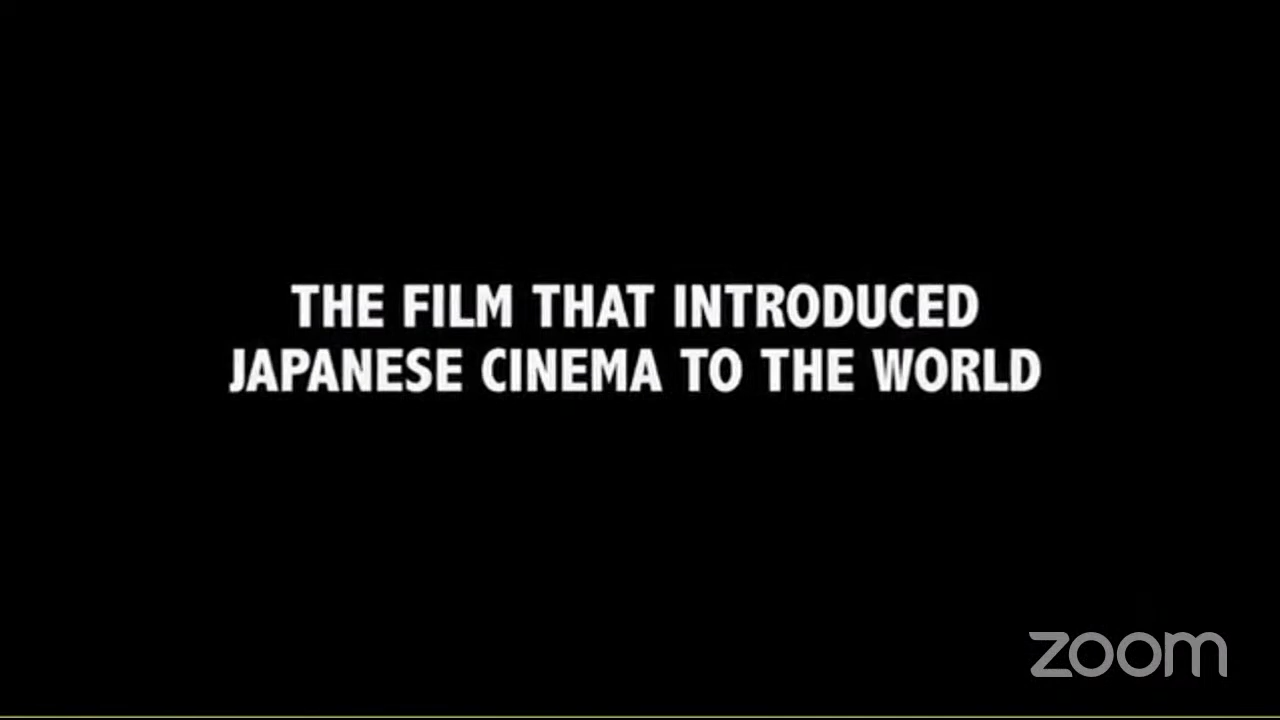 THE FILM THAT INTRODUCED
JAPANESE CINEMA TO THE WORLD
zoom